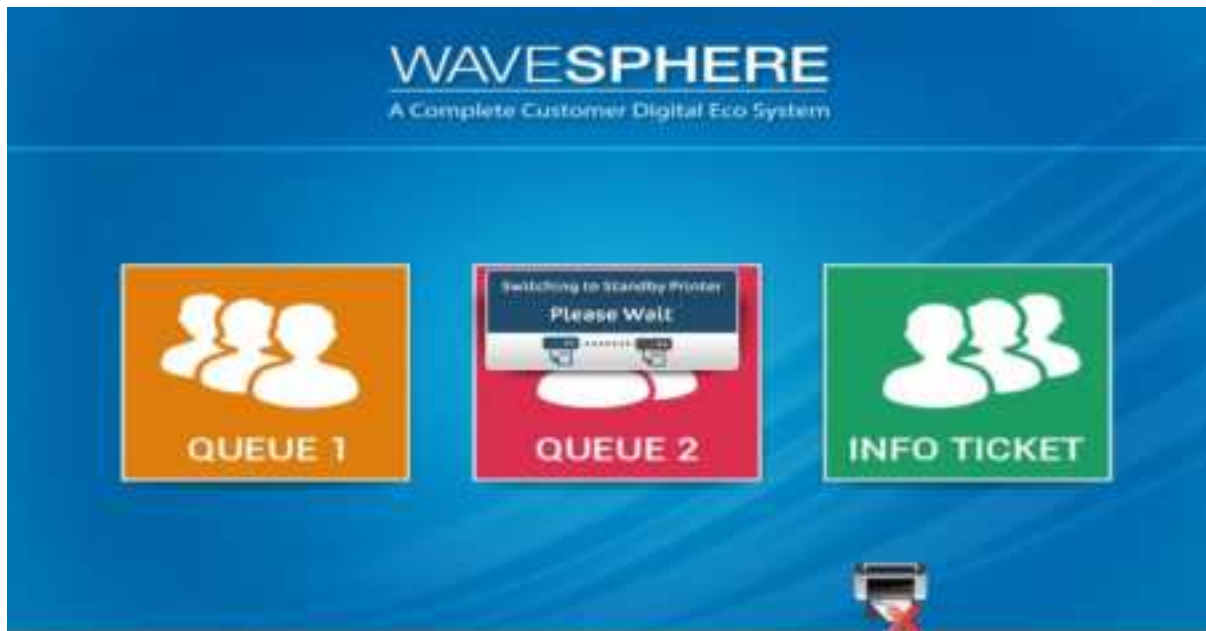 WAVESPHERE
A Complete Customer Digital Eco System
Switching to Standby Printer
Please Wait
QUEUE 1
QUEUE 2
INFO TICKET